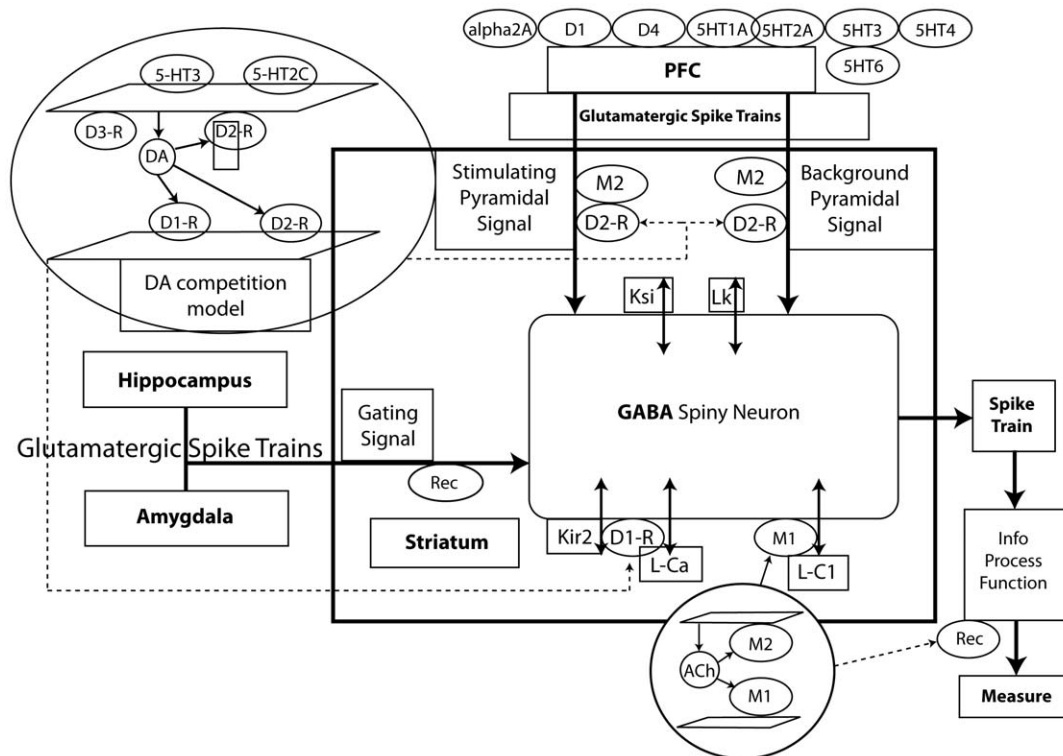 alpha2A
D1
D4
5HT1A
5HT2A
5HT3
5HT4
5HT6
PFC
Glutamatergic Spike Trains
5-HT3
5-HT2C
D3-R
D2-R
DA
D1-R
D2-R
DA competition
model
Stimulating
Pyramidal
Signal
M2
D2-R
M2
D2-R
Background
Pyramidal
Signal
Ksi
Lk
Hippocampus
Glutamatergic Spike Trains
Amygdala
Gating
Signal
Rec
Striatum
GABA Spiny Neuron
Kir2
D1-R
L-Ca
M1
L-C1
ACh
M2
M1
Spike
Train
Info
Process
Function
Rec
Measure